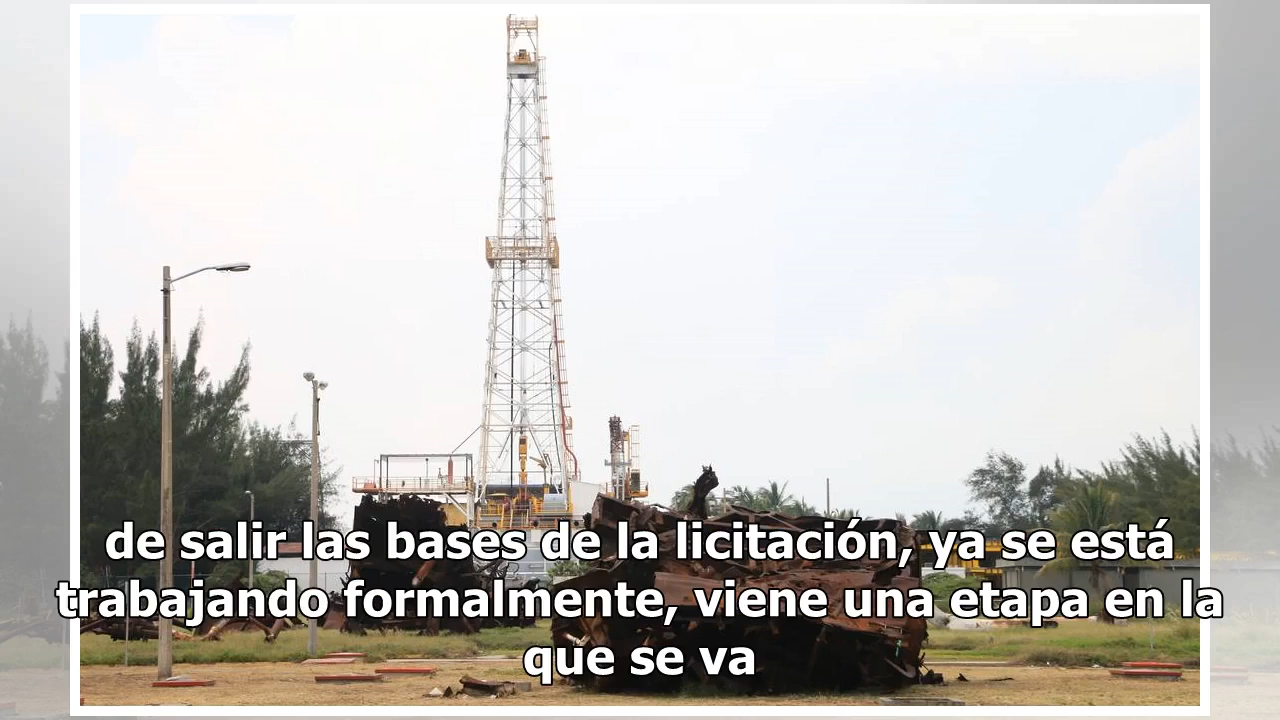 de salir las bases de la licitación, ya se está
trabajando formalmente, viene una etapa en la
que se va